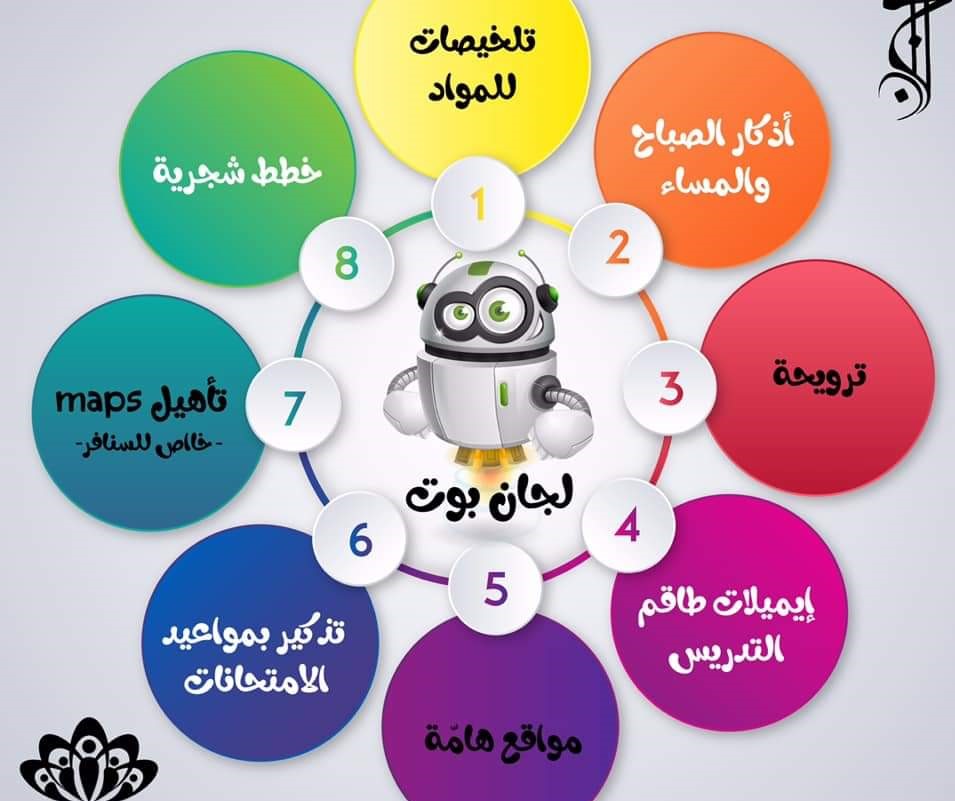 تلخيصات
للمواد
1
أذكار الصباح
والمساء
2
ترويحة
3
إيميلات طاقم
التدريس
4
مواقع هامّة
5
تذكير بمواعيد
الامتحانات
6
تأهيل maps
- خااص للسنافر-
7
خطط شجرية
8
لجان بوت